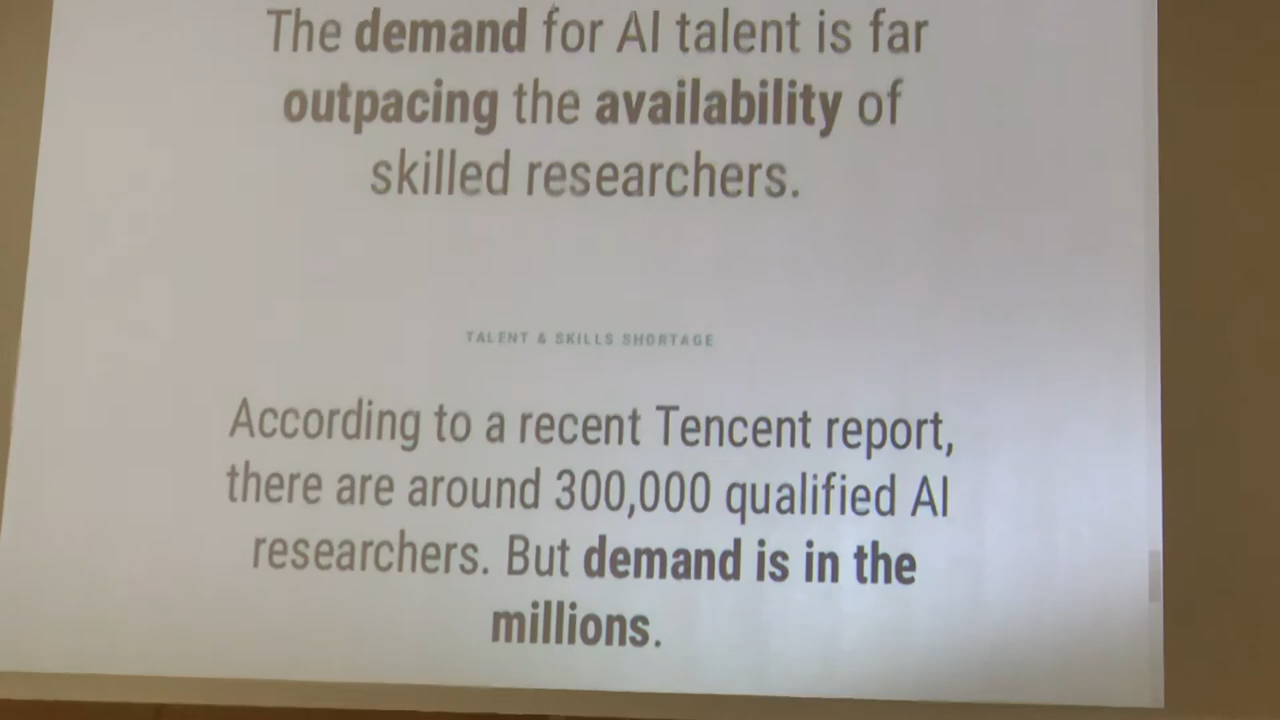 The demand for AI talent is far
outpacing the availability of
skilled researchers.
TALENT & SKILLS SHORTAGE
According to a recent Tencent report,
there are around 300,000 qualified AI
researchers. But demand is in the
millions.